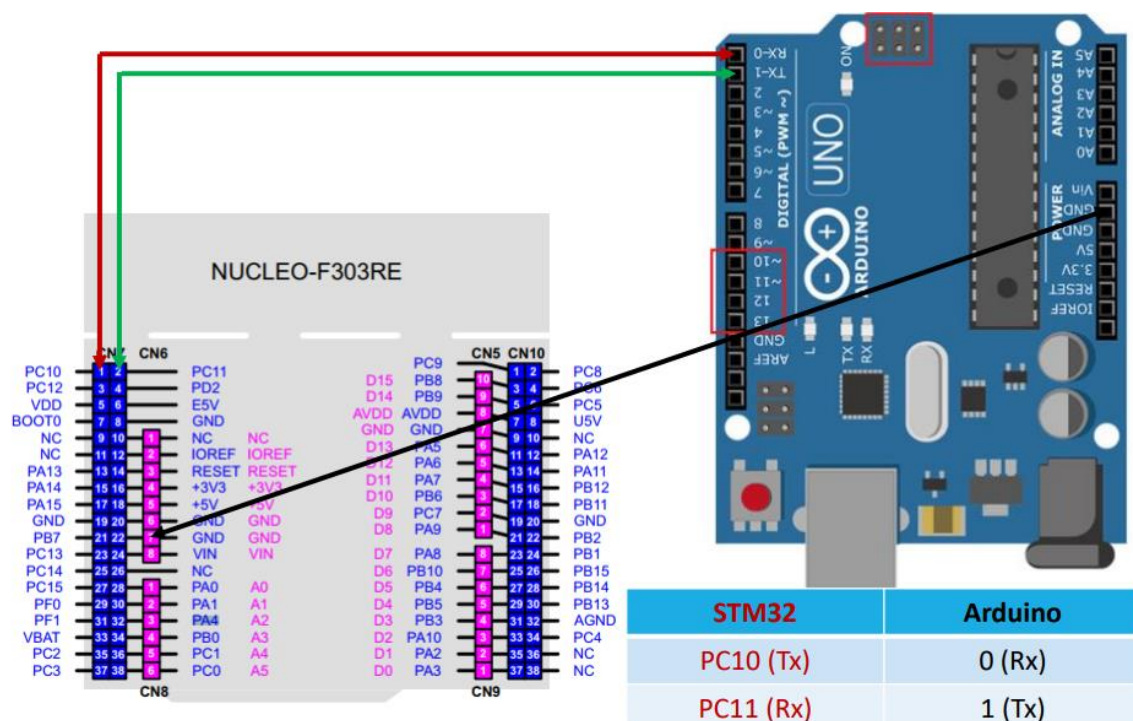 NUCLEO-F303RE
CN7 CN6
PC10 1 2 PC11
PC12 3 4 PD2
VDD 5 6 E5V
BOOT0 7 8 GND
NC 9 10 1 NC NC
NC 11 12 2 IOREF IOREF
PA13 13 14 3 RESET RESET
PA14 15 16 4 +3V3 +3V3
PA15 17 18 5 +5V +5V
GND 19 20 6 GND GND
PB7 21 22 GND GND
PC13 23 24 8 VIN VIN
PC14 25 26 NC
PC15 27 28 1 PA0 A0
PF0 29 30 2 PA1 A1
PF1 31 32 3 PA4 A2
VBAT 33 34 4 PB0 A3
PC2 35 36 5 PC1 A4
PC3 37 38 6 PC0 A5
CN8
CN5 CN10
PC9 1 2 PC8
D15 PB8 10 3 4 PC6
D14 PB9 9 5 6 PC5
AVDD AVDD 8 7 8 U5V
GND GND 7 9 10 NC
D13 PA5 6 11 12 PA12
D12 PA6 5 13 14 PA11
D11 PA7 4 15 16 PB12
D10 PB6 3 17 18 PB11
D9 PC7 2 19 20 GND
D8 PA9 1 21 22 PB2
D7 PA8 8 23 24 PB1
D6 PB10 7 25 26 PB15
D5 PB4 6 27 28 PB14
D4 PB5 5 29 30 PB13
D3 PB3 4 31 32 AGND
D2 PA10 3 33 34 PC4
D1 PA2 2 35 36 NC
D0 PA3 1 37 38 NC
CN9
RX-0
TX-1
2
~3
4
~5
~6
7
8
~9
~10
~11
12
13
GND
AREF
DIGITAL (PWM ~)
ON
UNO
ARDUINO
L
TX
RX
ANALOG IN
A5
A4
A3
A2
A1
A0
POWER
Vin
GND
GND
5V
3.3V
RESET
IOREF
STM32 Arduino
PC10 (Tx) 0 (Rx)
PC11 (Rx) 1 (Tx)